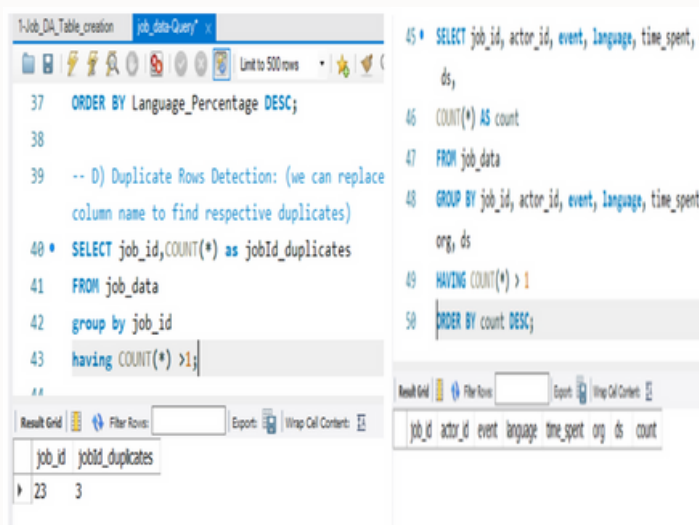 1-Job_DA_Table_creation job_data-Query* x
Limit to 500 rows
37 ORDER BY Language_Percentage DESC;
38
39 -- D) Duplicate Rows Detection: (we can replace
column name to find respective duplicates)
40 SELECT job_id,COUNT(*) as jobId_duplicates
41 FROM job_data
42 group by job_id
43 having COUNT(*) >1;
44
Result Grid Filter Rows: Export: Wrap Cell Content:
job_id jobId_duplicates
23 3
45 SELECT job_id, actor_id, event, language, time_spent,
ds,
46 COUNT(*) AS count
47 FROM job_data
48 GROUP BY job_id, actor_id, event, language, time_spent
org, ds
49 HAVING COUNT(*) > 1
50 ORDER BY count DESC;
Result Grid Filter Rows: Export: Wrap Cell Content:
job_id actor_id event language time_spent org ds count